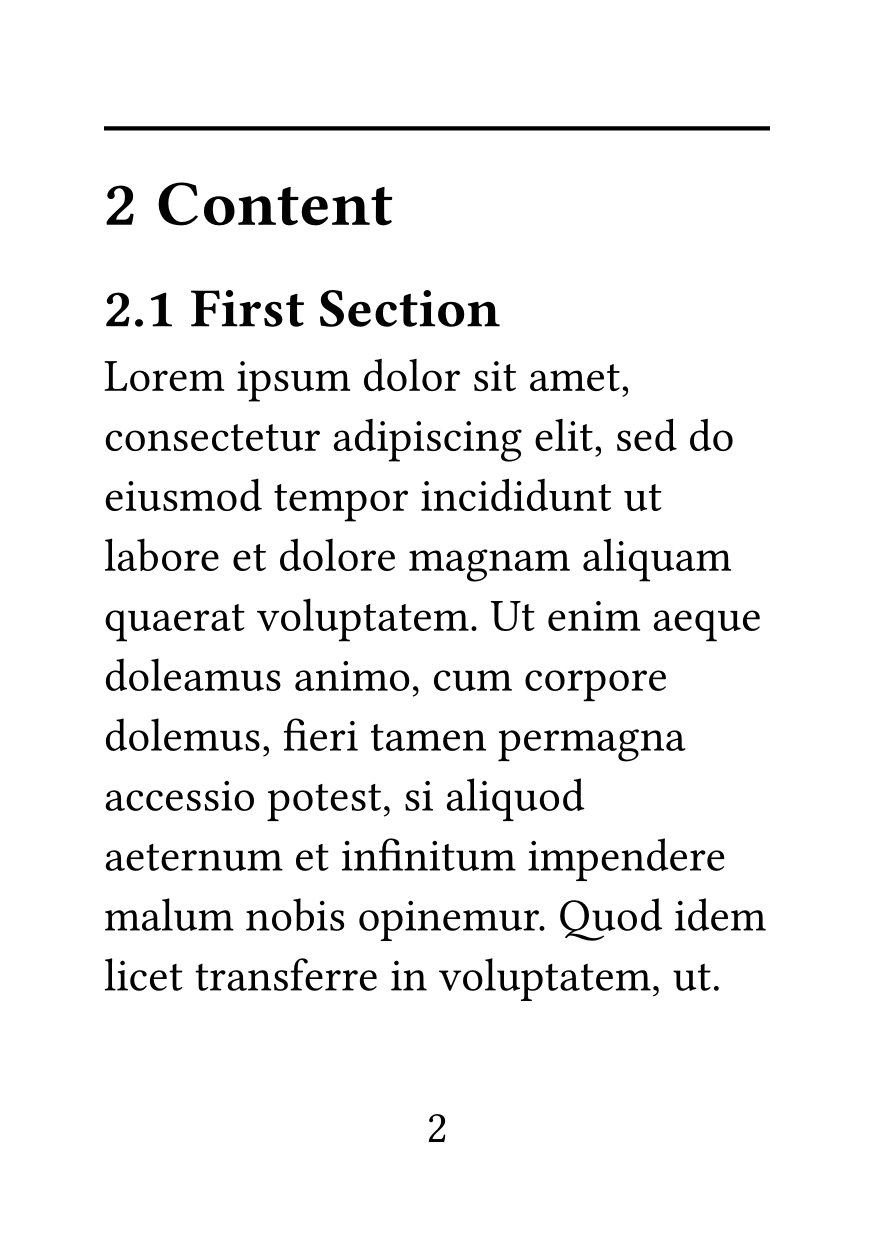 2 Content
2.1 First Section
Lorem ipsum dolor sit amet,
consectetur adipiscing elit, sed do
eiusmod tempor incididunt ut
labore et dolore magnam aliquam
quaerat voluptatem. Ut enim aeque
doleamus animo, cum corpore
dolemus, fieri tamen permagna
accessio potest, si aliquod
aeternum et infinitum impendere
malum nobis opinemur. Quod idem
licet transferre in voluptatem, ut.
2